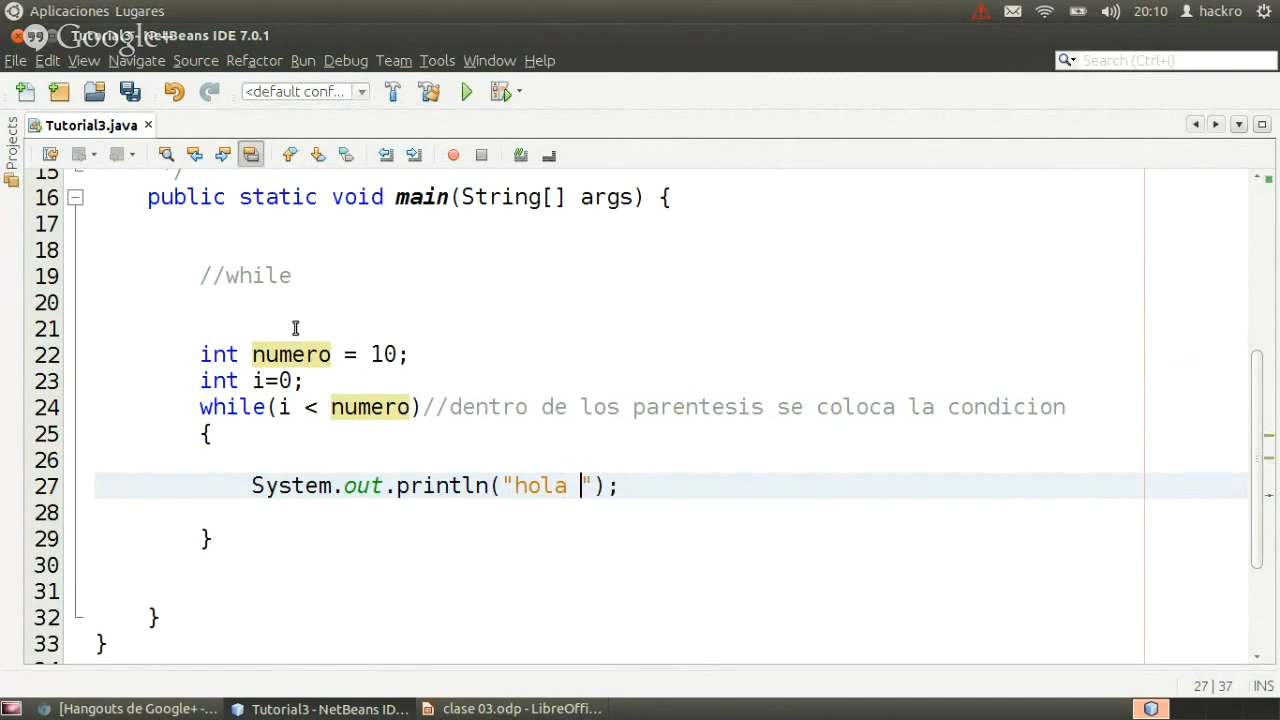 Aplicaciones Lugares
20:10 hackro
Google+
Tutorial3 - NetBeans IDE 7.0.1
File Edit View Navigate Source Refactor Run Debug Team Tools Window Help
Search (Ctrl+I)
<default conf...
Projects
Tutorial3.java
15 */
16 public static void main(String[] args) {
17
18
19 //while
20
21
22 int numero = 10;
23 int i=0;
24 while(i < numero)//dentro de los parentesis se coloca la condicion
25 {
26
27 System.out.println("hola ");
28
29 }
30
31
32 }
33 }
27 | 37 INS
[Hangouts de Google+ -... Tutorial3 - NetBeans ID... clase 03.odp - LibreOffi...